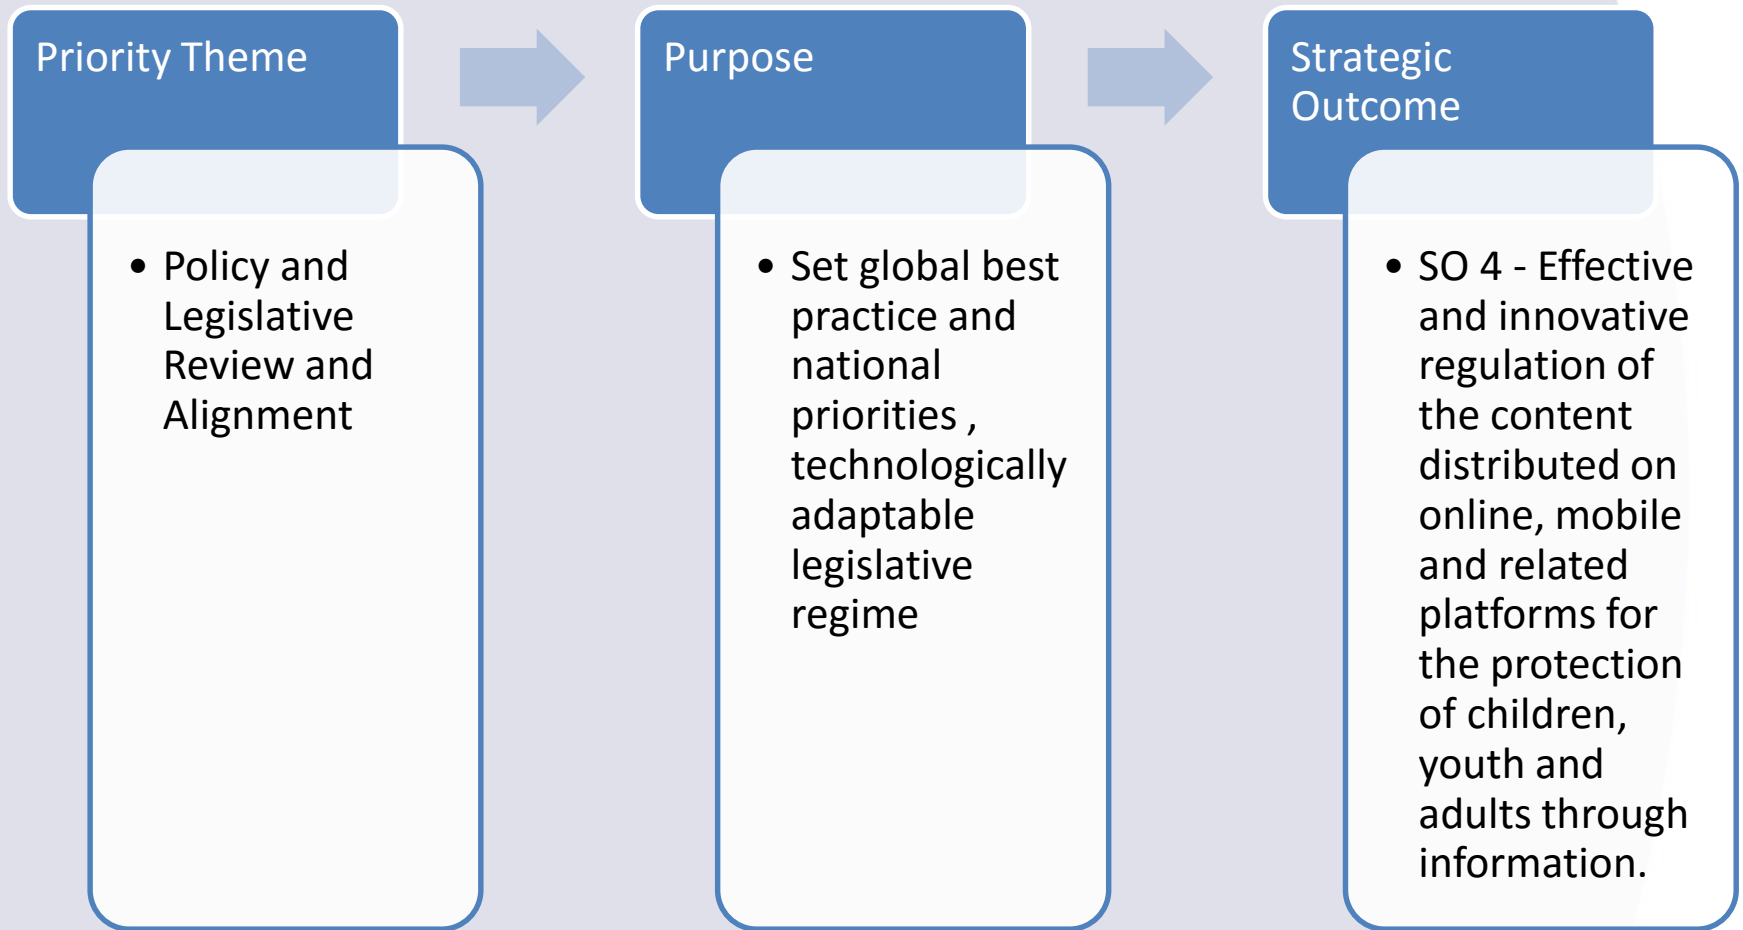 Priority Theme
• Policy and
Legislative
Review and
Alignment
Purpose
• Set global best
practice and
national
priorities ,
technologically
adaptable
legislative
regime
Strategic
Outcome
• SO 4 - Effective
and innovative
regulation of
the content
distributed on
online, mobile
and related
platforms for
the protection
of children,
youth and
adults through
information.